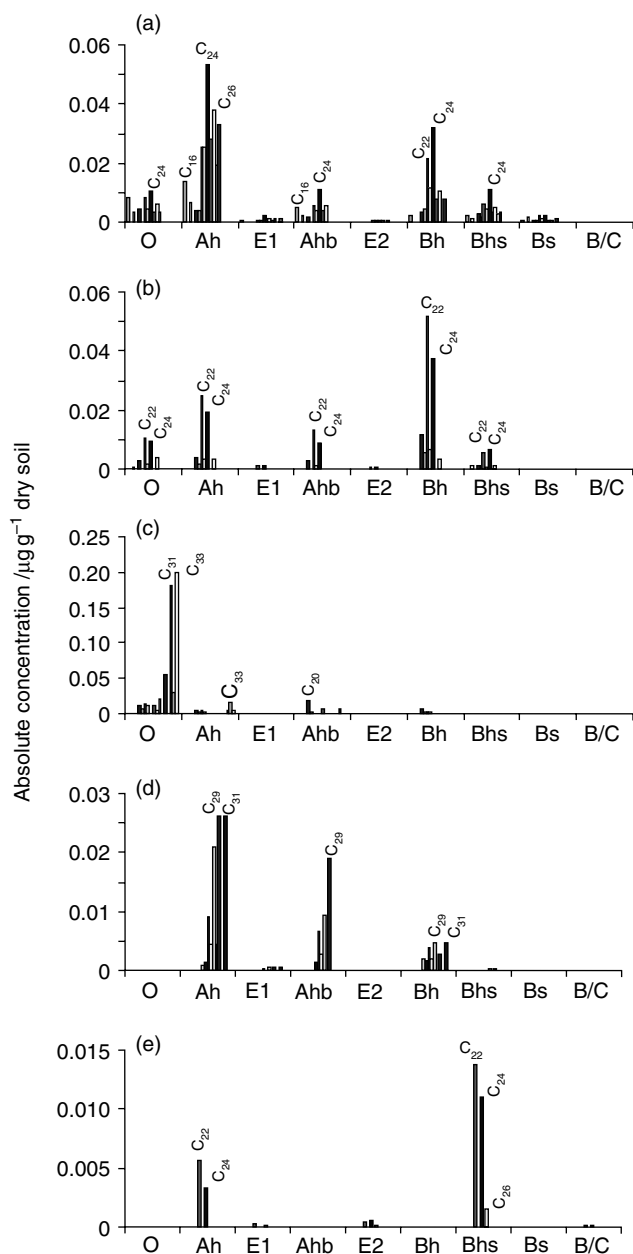 Absolute concentration /μgg⁻¹ dry soil
(a)
0.06
0.04
0.02
0
C₂₄
C₁₆
C₂₄
C₂₆
C₁₆
C₂₄
C₂₂
C₂₄
C₂₄
O Ah E1 Ahb E2 Bh Bhs Bs B/C
(b)
0.06
0.04
0.02
0
C₂₂
C₂₄
C₂₂
C₂₄
C₂₂
C₂₄
C₂₂
C₂₄
C₂₂
C₂₄
O Ah E1 Ahb E2 Bh Bhs Bs B/C
(c)
0.25
0.20
0.15
0.10
0.05
0
C₃₁
C₃₃
C₃₃
C₂₀
O Ah E1 Ahb E2 Bh Bhs Bs B/C
(d)
0.03
0.02
0.01
0
C₂₉
C₃₁
C₂₉
C₂₉
C₃₁
O Ah E1 Ahb E2 Bh Bhs Bs B/C
(e)
0.015
0.010
0.005
0
C₂₂
C₂₄
C₂₂
C₂₄
C₂₆
O Ah E1 Ahb E2 Bh Bhs Bs B/C